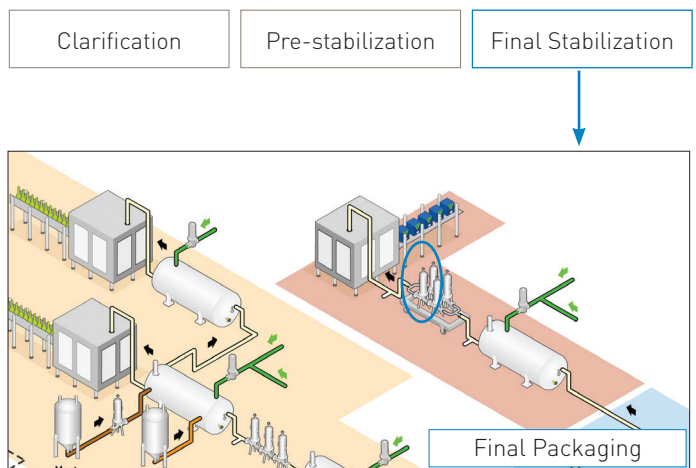 Clarification
Pre-stabilization
Final Stabilization
Final Packaging